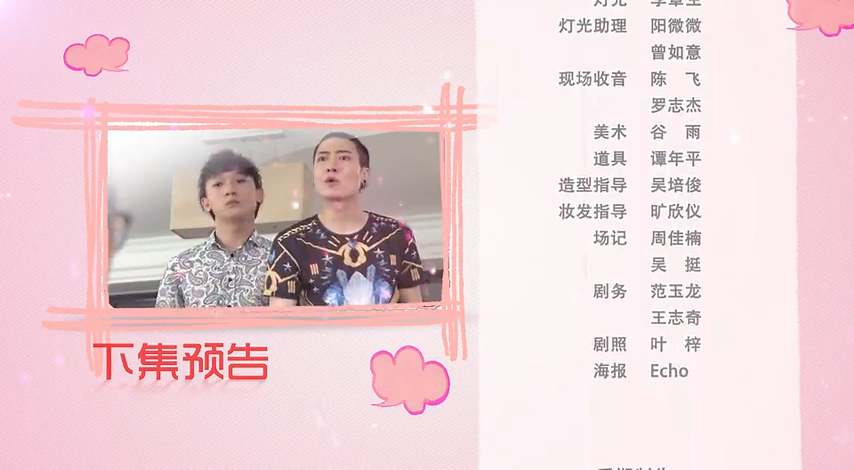 灯光助理 阳微微
曾如意
现场收音 陈 飞
罗志杰
美术 谷 雨
道具 谭年平
造型指导 吴培俊
妆发指导 旷欣仪
场记 周佳楠
吴 挺
剧务 范玉龙
王志奇
剧照 叶 梓
海报 Echo
下集预告